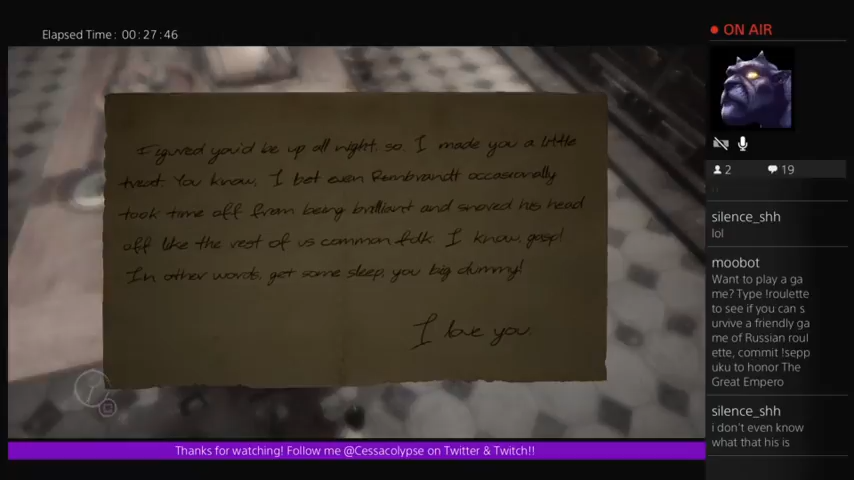 Elapsed Time: 00:27:46
Figured you'd be up all night, so I made you a little
treat. You know, I bet even Rembrandt occasionally
took time off from being brilliant and snored his head
off like the rest of us common folk. I know, gasp!
In other words, get some sleep, you big dummy!
I love you
Thanks for watching! Follow me @Cessacolypse on Twitter & Twitch!!
ON AIR
2
19
silence_shh
lol
moobot
Want to play a ga
me? Type !roulette
to see if you can s
urvive a friendly ga
me of Russian roul
ette, commit !sepp
uku to honor The
Great Empero
silence_shh
i don't even know
what that his is